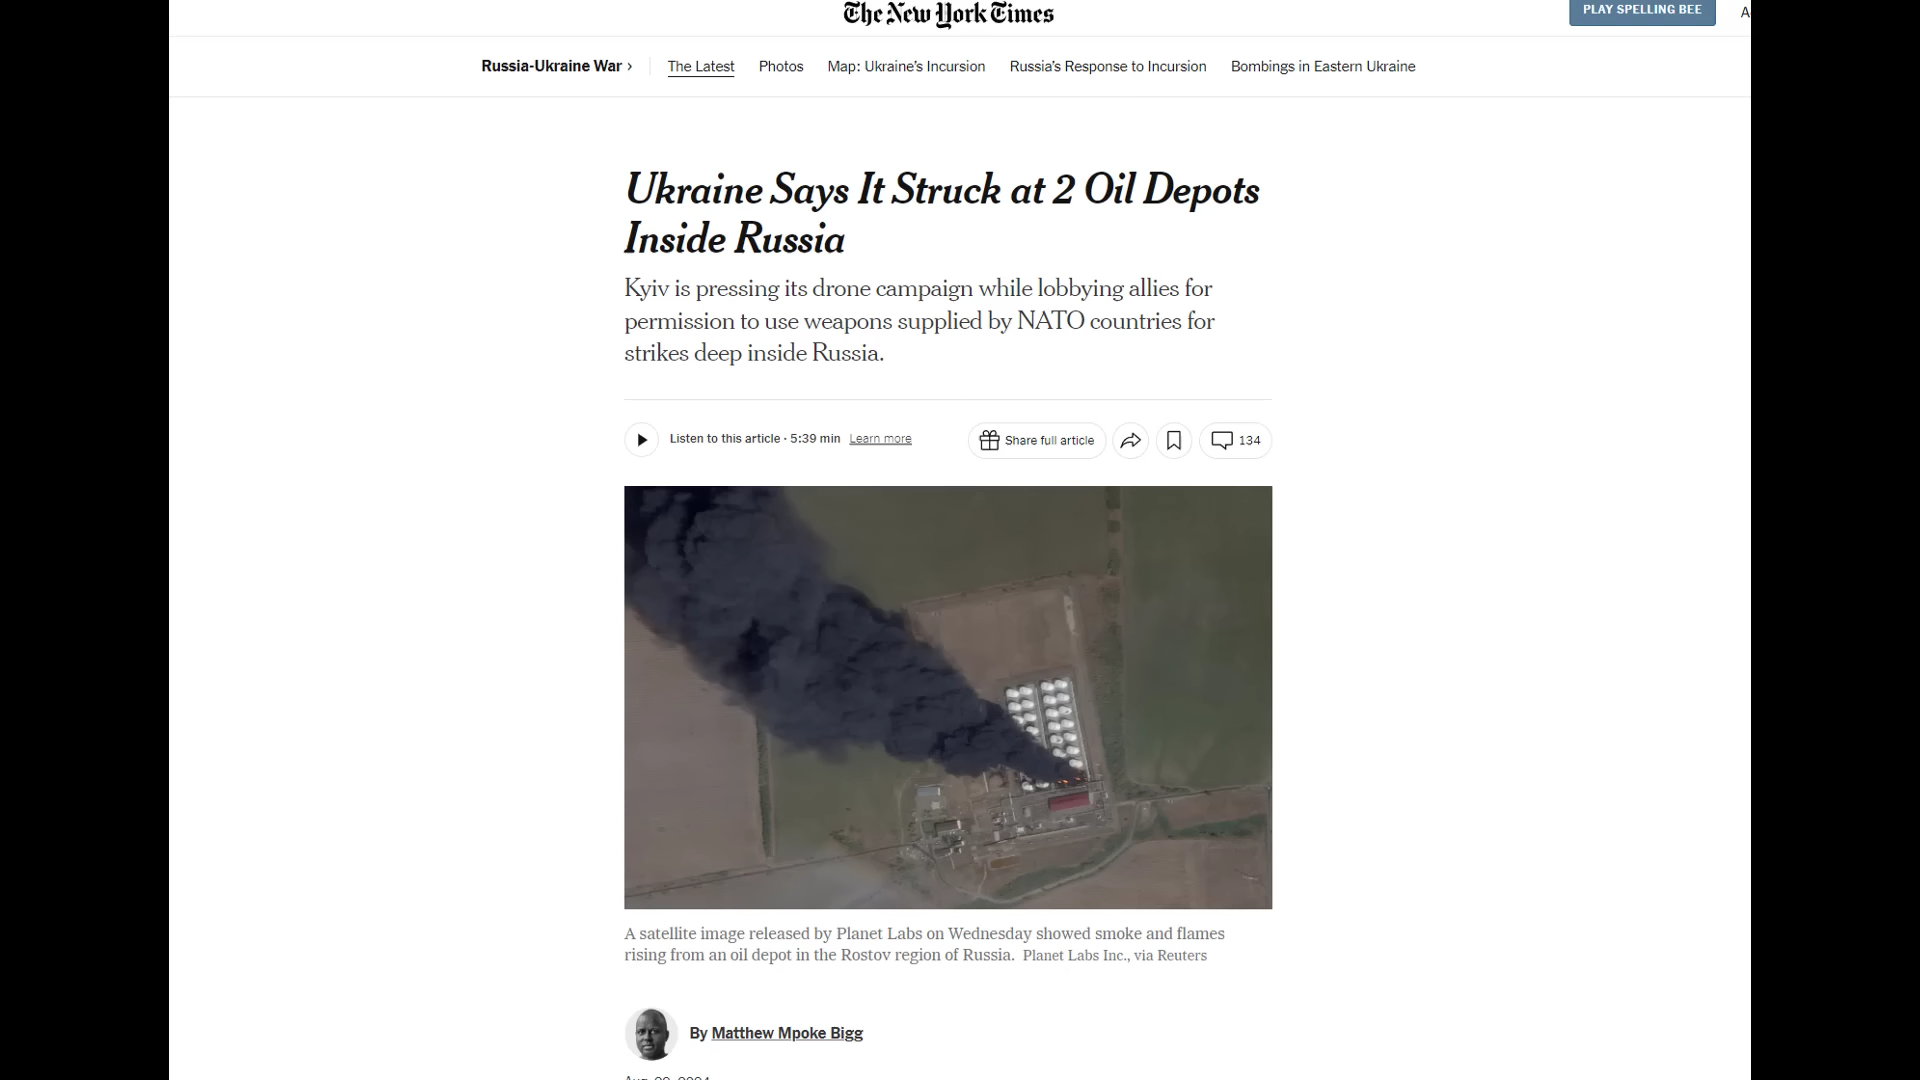 The New York Times
PLAY SPELLING BEE
A
Russia-Ukraine War ›
The Latest
Photos
Map: Ukraine's Incursion
Russia's Response to Incursion
Bombings in Eastern Ukraine
Ukraine Says It Struck at 2 Oil Depots
Inside Russia
Kyiv is pressing its drone campaign while lobbying allies for
permission to use weapons supplied by NATO countries for
strikes deep inside Russia.
Listen to this article · 5:39 min Learn more
Share full article
134
A satellite image released by Planet Labs on Wednesday showed smoke and flames
rising from an oil depot in the Rostov region of Russia. Planet Labs Inc., via Reuters
By Matthew Mpoke Bigg